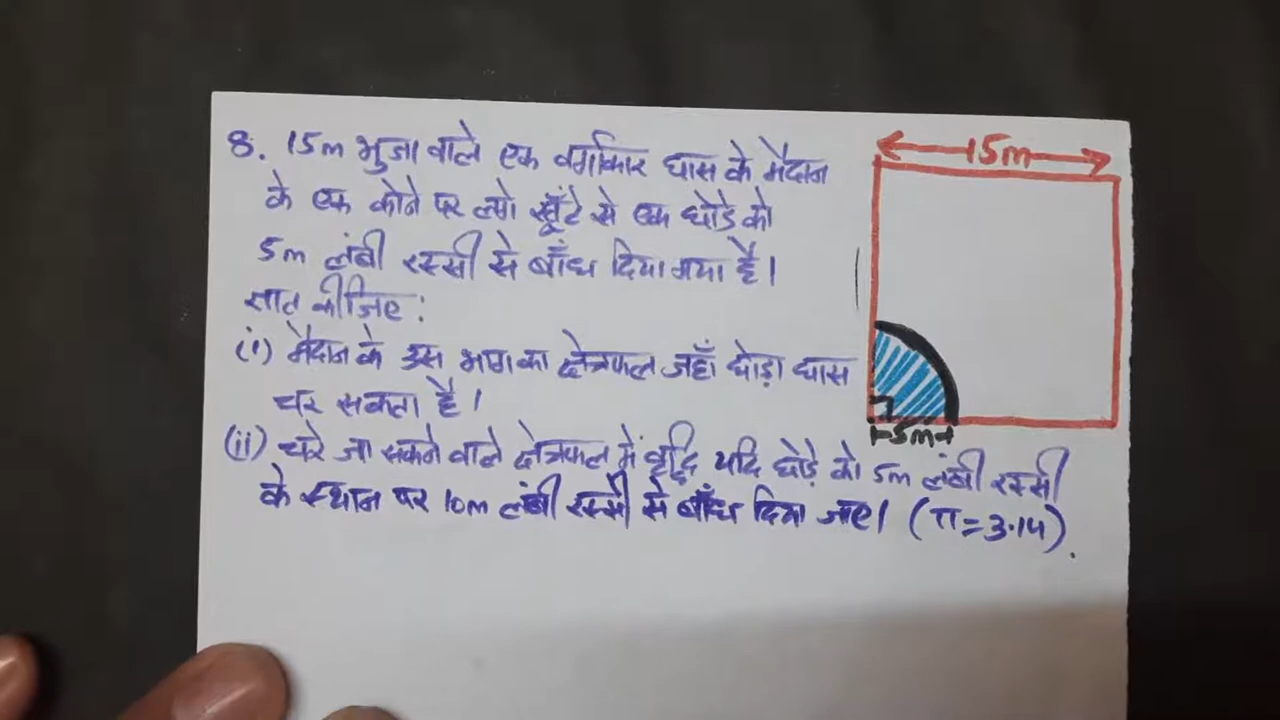 8. 15m भुजा वाले एक वर्गाकार घास के मैदान
के एक कोने पर लगे खूँटे से एक घोड़े को
5m लंबी रस्सी से बाँध दिया गया है।
ज्ञात कीजिए:
(i) मैदान के उस भाग का क्षेत्रफल जहाँ घोड़ा घास
चर सकता है।
(ii) चरे जा सकने वाले क्षेत्रफल में वृद्धि यदि घोड़े को 5m लंबी रस्सी
के स्थान पर 10m लंबी रस्सी से बाँध दिया जाए। (π=3.14).
15m
5m